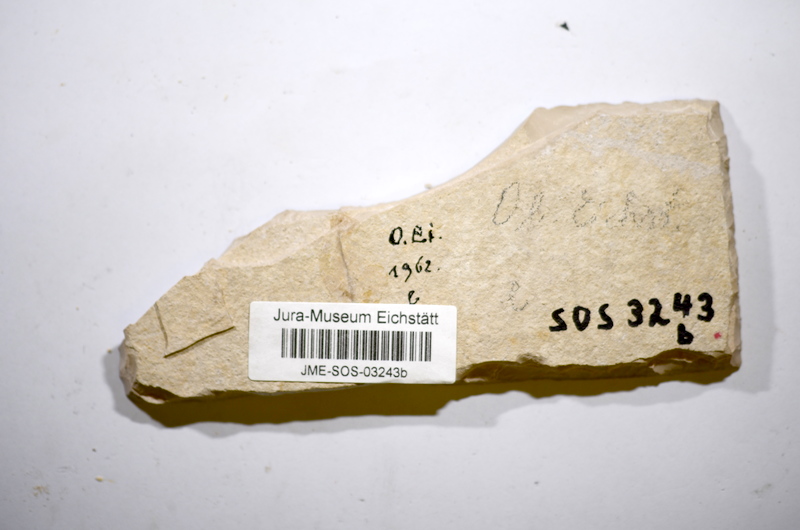 O.Ei.
1962.
b
SOS 3243
b
Jura-Museum Eichstätt
JME-SOS-03243b